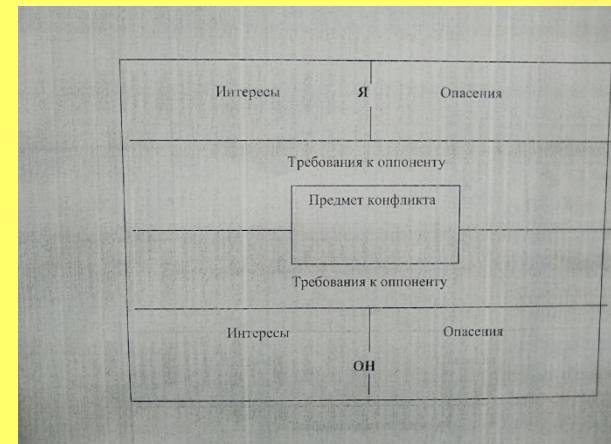 Интересы Я Опасения
Требования к оппоненту
Предмет конфликта
Требования к оппоненту
Интересы Опасения
ОН